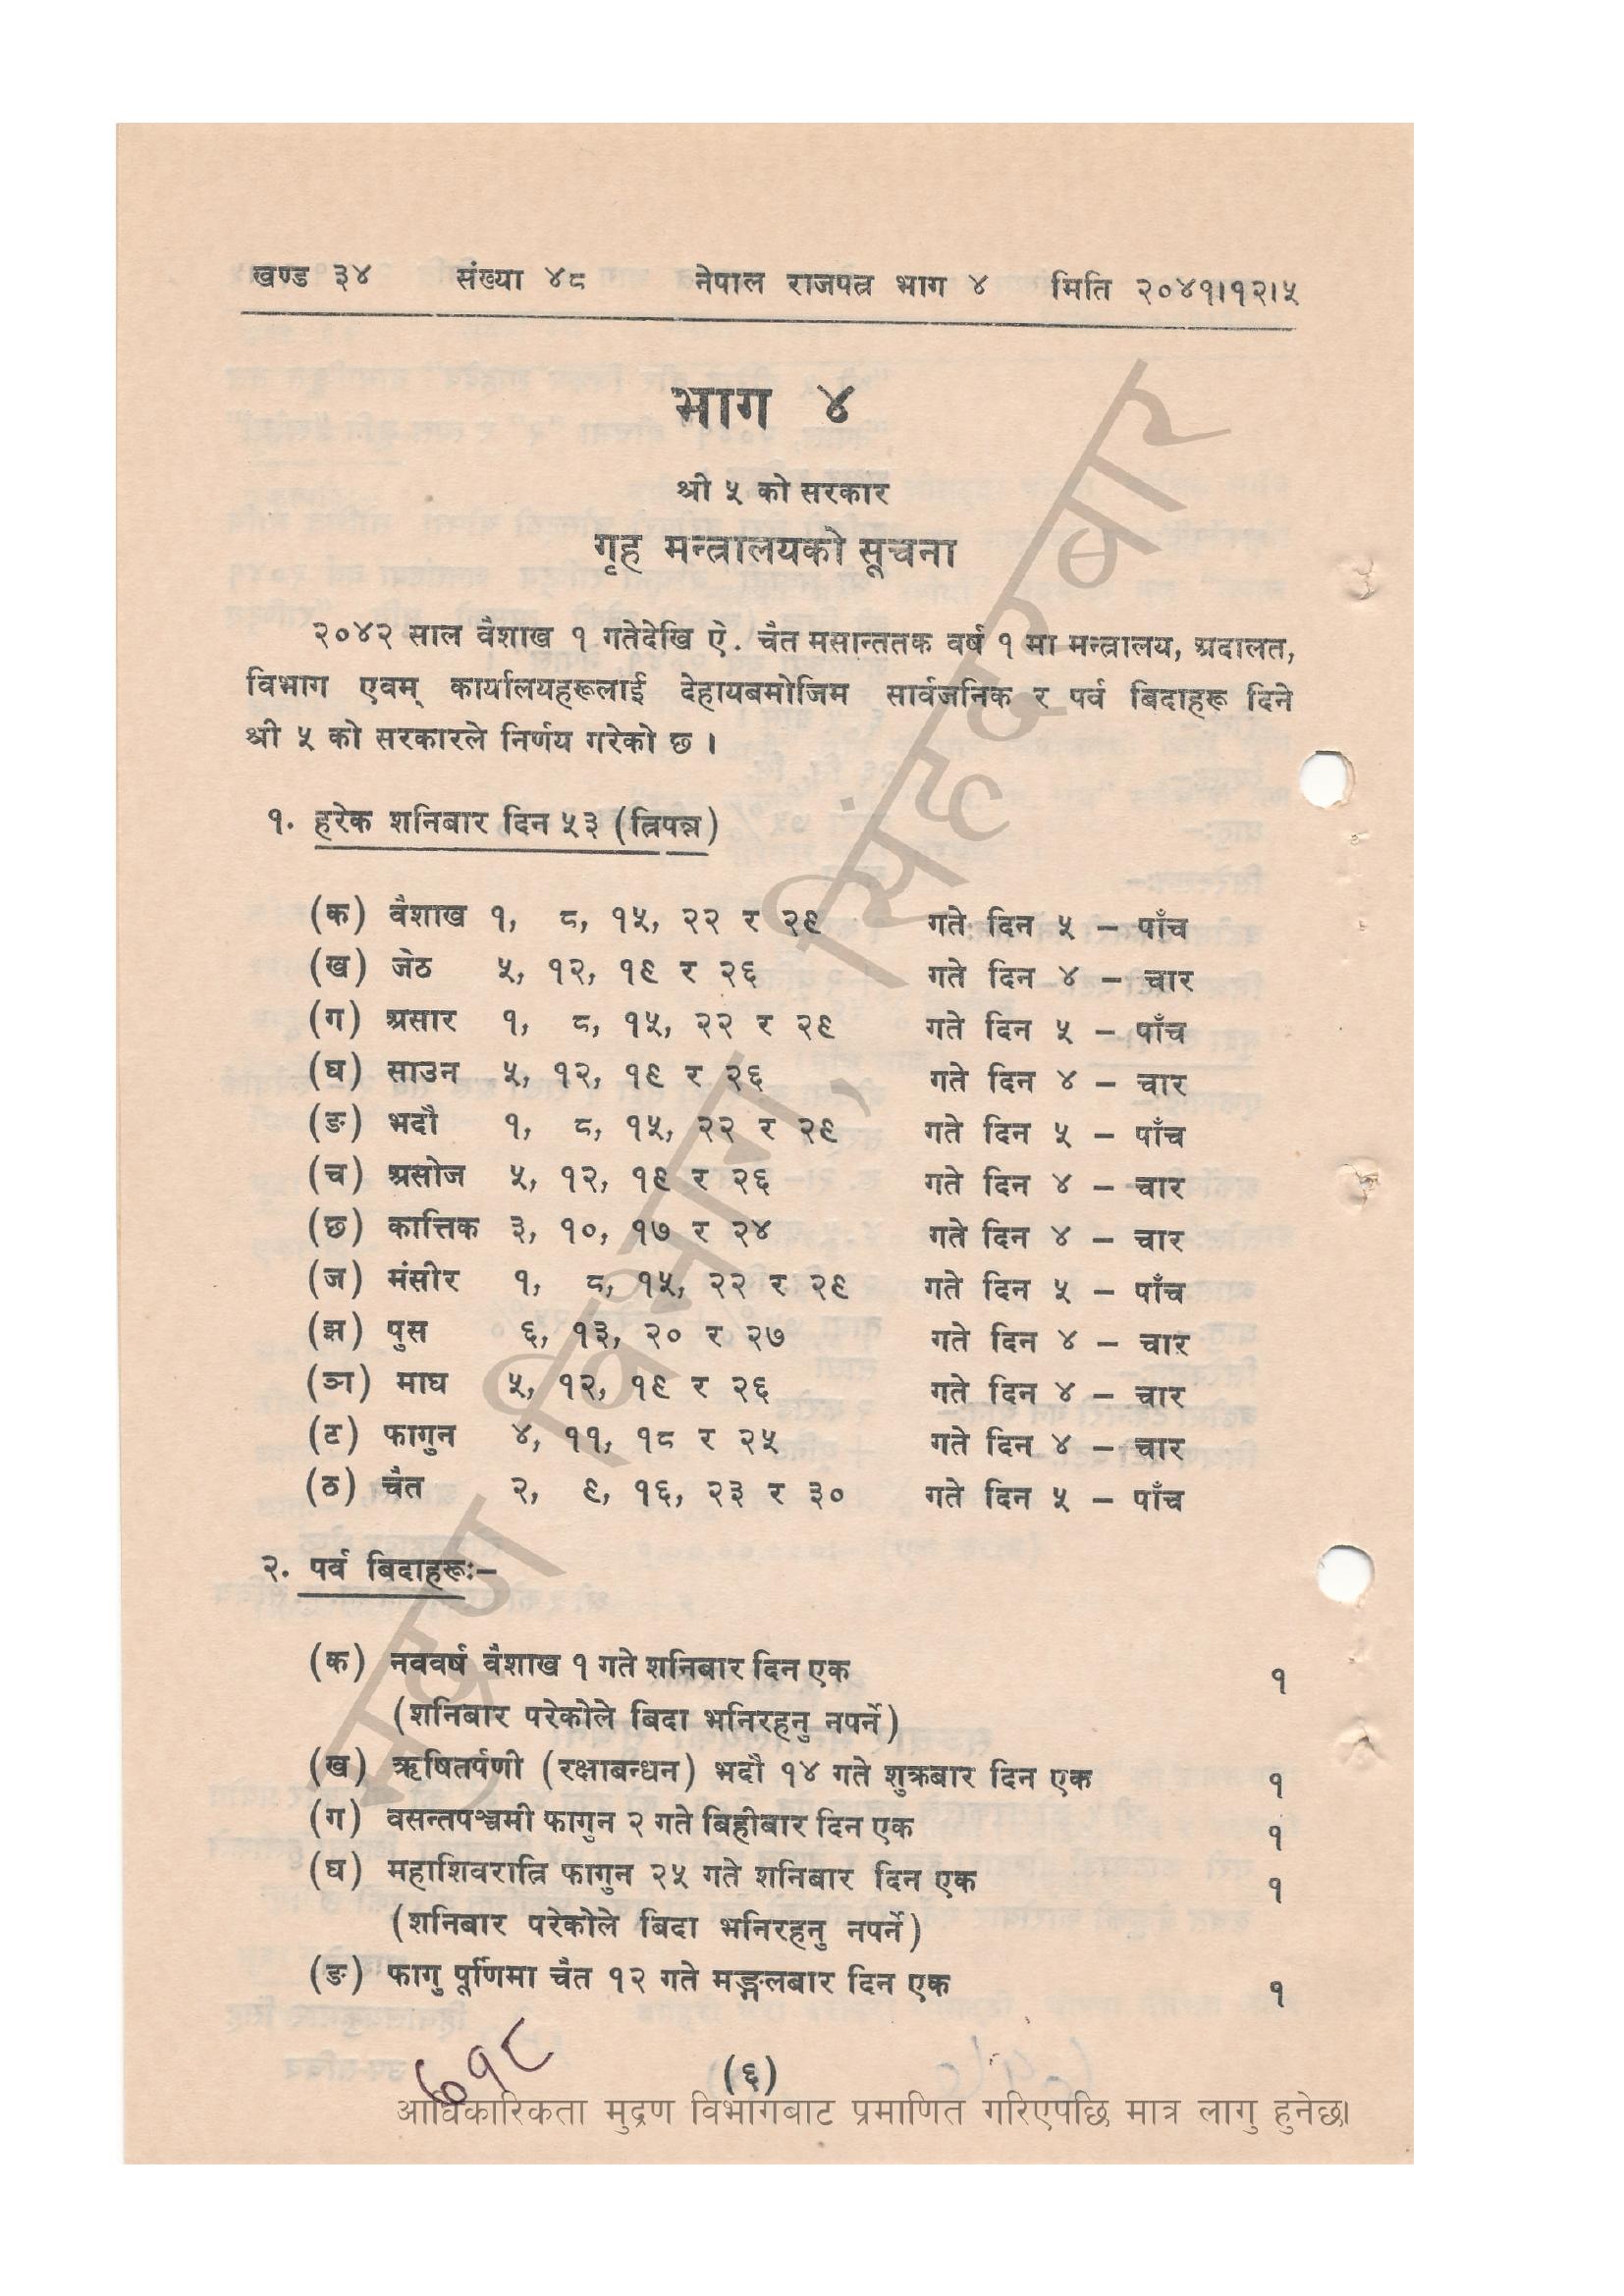 खण्ड ३४ संख्या ४८ नेपाल राजपत्र भाग ४ मिति २०४१।१२।५
भाग ४
श्री ५ को सरकार
गृह मन्त्रालयको सूचना
२०४२ साल वैशाख १ गतेदेखि ऐ. चैत मसान्ततक वर्ष १ मा मन्त्रालय, अदालत,
विभाग एवम् कार्यालयहरूलाई देहायबमोजिम सार्वजनिक र पर्व बिदाहरू दिने
श्री ५ को सरकारले निर्णय गरेको छ ।
१. हरेक शनिबार दिन ५३ (त्रिपन्न)
(क) वैशाख १, ८, १५, २२ र २९ गते दिन ५ – पाँच
(ख) जेठ ५, १२, १९ र २६ गते दिन ४ – चार
(ग) असार १, ८, १५, २२ र २९ गते दिन ५ – पाँच
(घ) साउन ५, १२, १९ र २६ गते दिन ४ – चार
(ङ) भदौ १, ८, १५, २२ र २९ गते दिन ५ – पाँच
(च) असोज ५, १२, १९ र २६ गते दिन ४ – चार
(छ) कात्तिक ३, १०, १७ र २४ गते दिन ४ – चार
(ज) मंसीर १, ८, १५, २२ र २९ गते दिन ५ – पाँच
(झ) पुस ६, १३, २० र २७ गते दिन ४ – चार
(ञ) माघ ५, १२, १९ र २६ गते दिन ४ – चार
(ट) फागुन ४, ११, १८ र २५ गते दिन ४ – चार
(ठ) चैत २, ९, १६, २३ र ३० गते दिन ५ – पाँच
२. पर्व बिदाहरू:–
(क) नववर्ष वैशाख १ गते शनिबार दिन एक १
(शनिबार परेकोले बिदा भनिरहनु नपर्ने)
(ख) ऋषितर्पणी (रक्षाबन्धन) भदौ १४ गते शुक्रबार दिन एक १
(ग) वसन्तपञ्चमी फागुन २ गते बिहीबार दिन एक १
(घ) महाशिवरात्रि फागुन २५ गते शनिबार दिन एक १
(शनिबार परेकोले बिदा भनिरहनु नपर्ने)
(ङ) फागु पूर्णिमा चैत १२ गते मङ्गलबार दिन एक १
७१८
(६)
आधिकारिकता मुद्रण विभागबाट प्रमाणित गरिएपछि मात्र लागु हुनेछ।
मुद्रण विभाग, सिंहदरवार